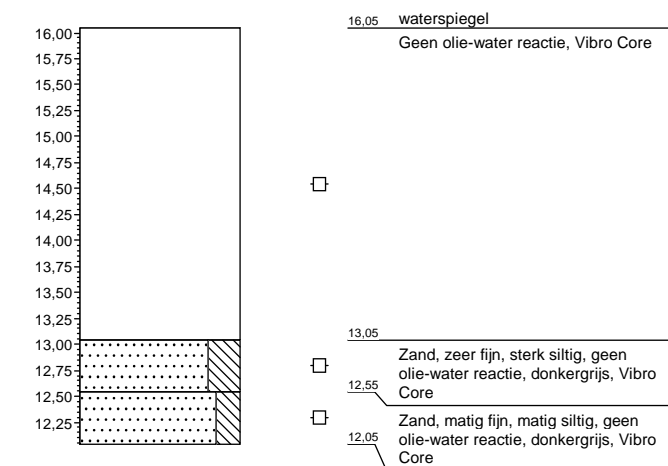 16,05 waterspiegel
16,00
Geen olie-water reactie, Vibro Core
15,75
15,50
15,25
15,00
14,75
14,50
14,25
14,00
13,75
13,50
13,25
13,05
13,00
Zand, zeer fijn, sterk siltig, geen
12,75
olie-water reactie, donkergrijs, Vibro
12,55 Core
12,50
Zand, matig fijn, matig siltig, geen
12,25
12,05 olie-water reactie, donkergrijs, Vibro
Core